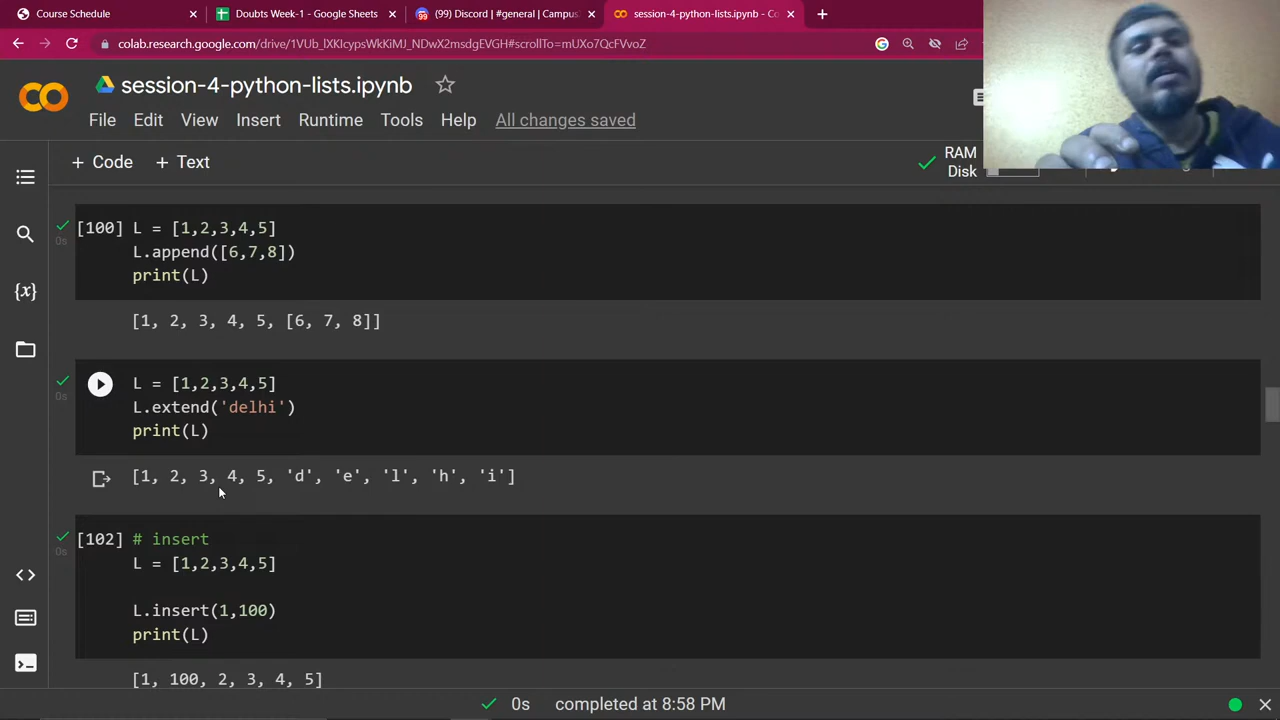 Course Schedule
Doubts Week-1 - Google Sheets
(99) Discord | #general | Campus
session-4-python-lists.ipynb - Co
colab.research.google.com/drive/1VUb_lXKIcypsWkKiMJ_NDwX2msdgEVGH#scrollTo=mUXo7QcFVvoZ
session-4-python-lists.ipynb
File Edit View Insert Runtime Tools Help All changes saved
+ Code + Text
RAM
Disk
[100] L = [1,2,3,4,5]
L.append([6,7,8])
print(L)
0s
[1, 2, 3, 4, 5, [6, 7, 8]]
L = [1,2,3,4,5]
0s
L.extend('delhi')
print(L)
[1, 2, 3, 4, 5, 'd', 'e', 'l', 'h', 'i']
[102] # insert
0s
L = [1,2,3,4,5]
L.insert(1,100)
print(L)
[1, 100, 2, 3, 4, 5]
0s completed at 8:58 PM